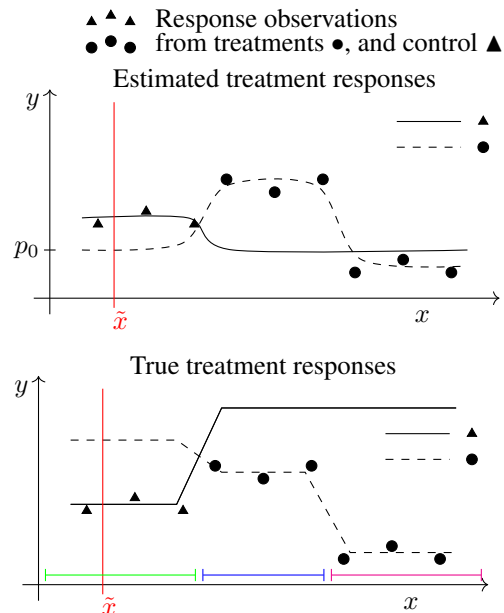 Response observations
from treatments ●, and control ▲
Estimated treatment responses
y
p₀
x̃
x
True treatment responses
y
x̃
x